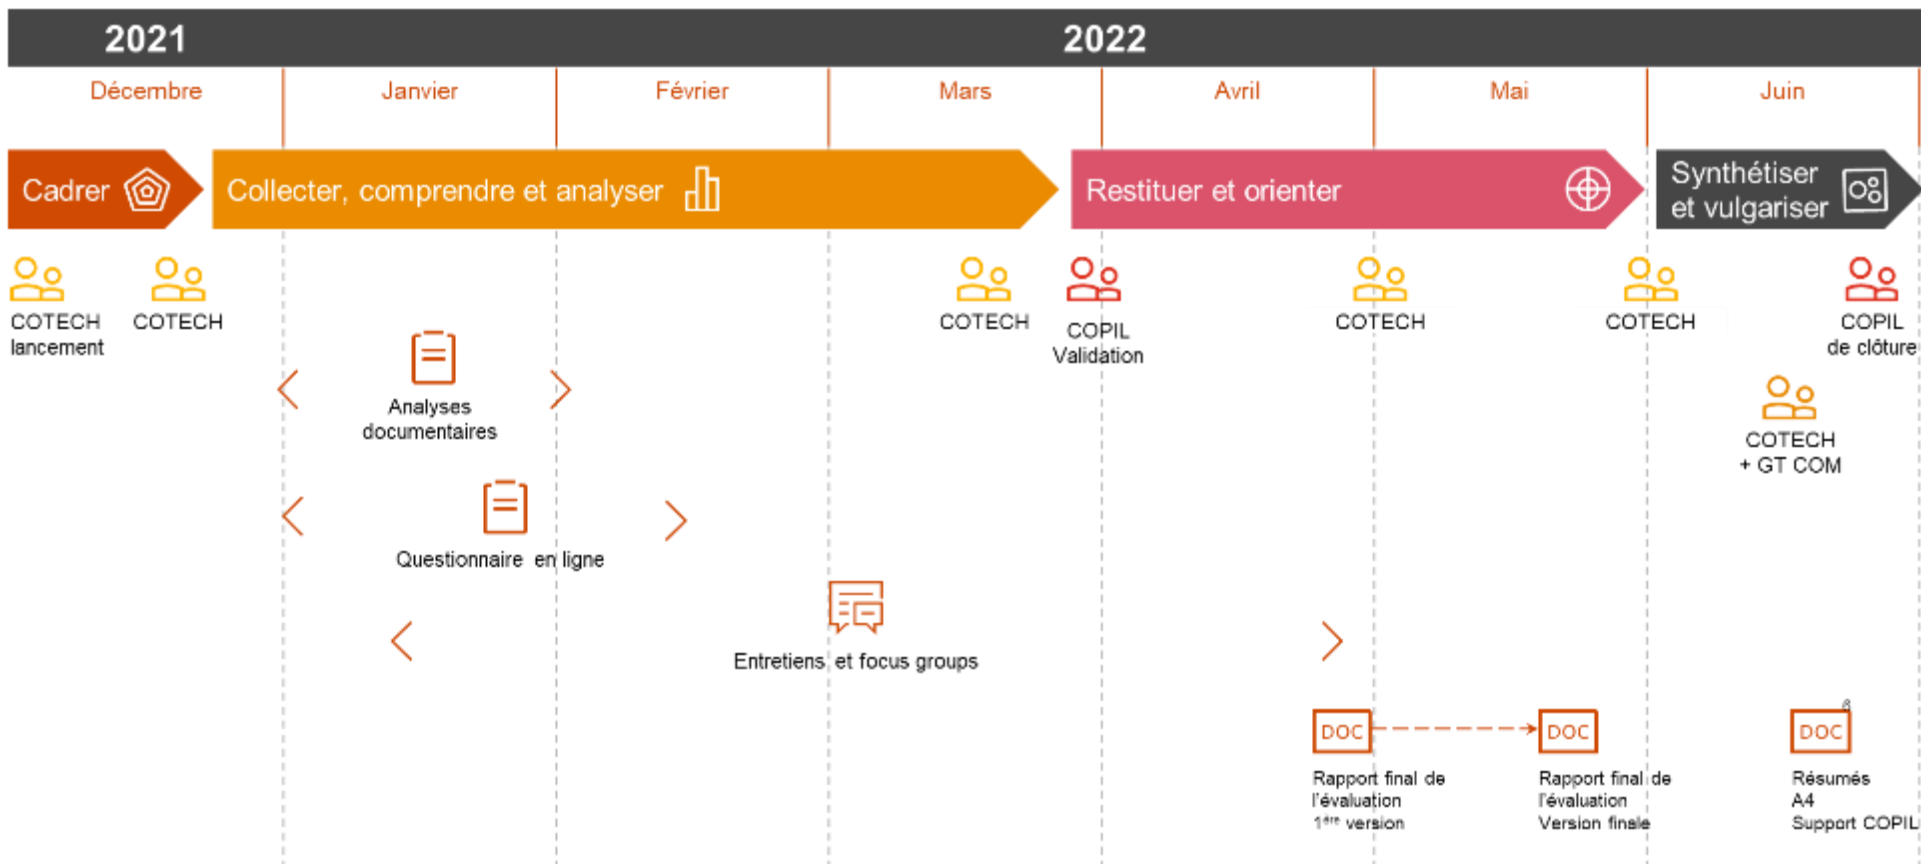 2021
2022
Décembre
Janvier
Février
Mars
Avril
Mai
Juin
Cadrer
Collecter, comprendre et analyser
Restituer et orienter
Synthétiser
et vulgariser
COTECH
lancement
COTECH
COTECH
COPIL
Validation
COTECH
COTECH
COPIL
de clôture
Analyses
documentaires
COTECH
+ GT COM
Questionnaire en ligne
Entretiens et focus groups
6
DOC
DOC
DOC
Rapport final de
l'évaluation
1ère version
Rapport final de
l'évaluation
Version finale
Résumés
A4
Support COPIL